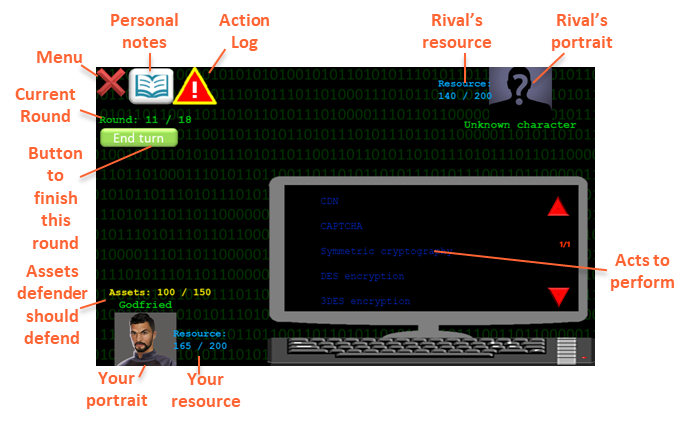 Personal
notes
Action
Log
Rival's
resource
Rival's
portrait
Menu
Resource:
140 / 200
Current
Round
Round: 11 / 18
Unknown character
End turn
Button
to
finish
this
round
CDN
CAPTCHA
Symmetric cryptography
1/1
DES encryption
3DES encryption
Acts to
perform
Assets
defender
should
defend
Assets: 100 / 150
Godfried
Resource:
165 / 200
Your
portrait
Your
resource